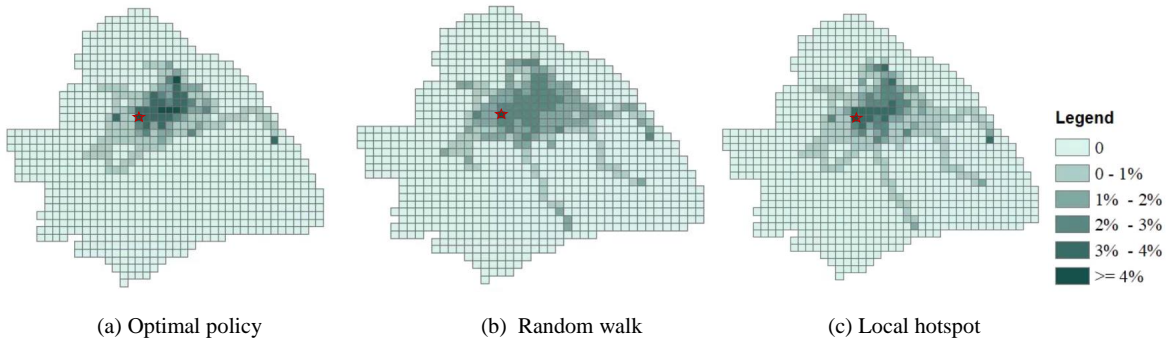 Legend
0
0 - 1%
1% - 2%
2% - 3%
3% - 4%
>= 4%
(a) Optimal policy
(b) Random walk
(c) Local hotspot